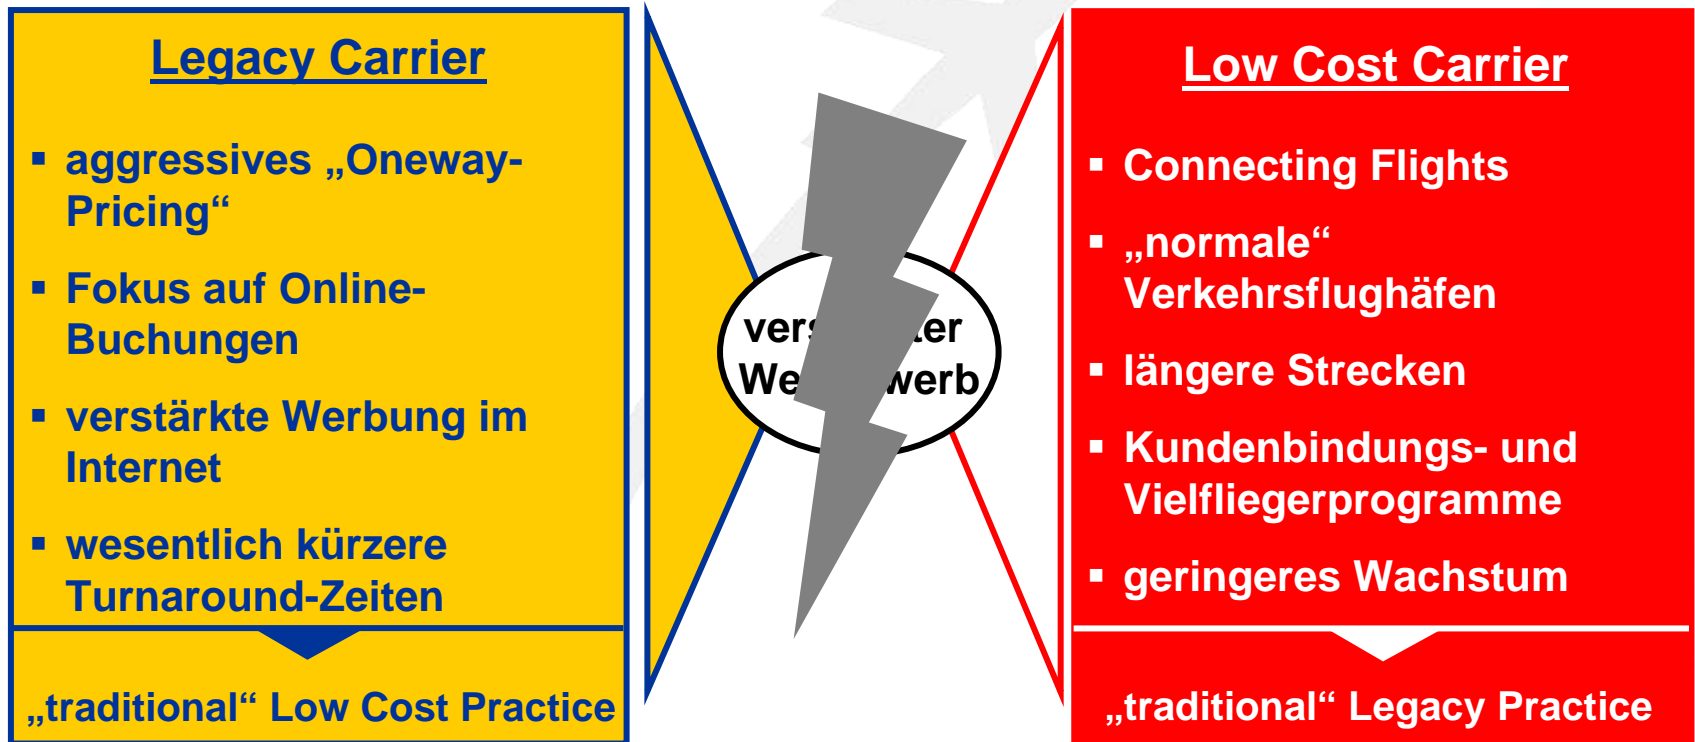 Legacy Carrier
▪ aggressives „Oneway-
Pricing“
▪ Fokus auf Online-
Buchungen
▪ verstärkte Werbung im
Internet
▪ wesentlich kürzere
Turnaround-Zeiten
„traditional“ Low Cost Practice
Low Cost Carrier
▪ Connecting Flights
▪ „normale“
Verkehrsflughäfen
▪ längere Strecken
▪ Kundenbindungs- und
Vielfliegerprogramme
▪ geringeres Wachstum
„traditional“ Legacy Practice